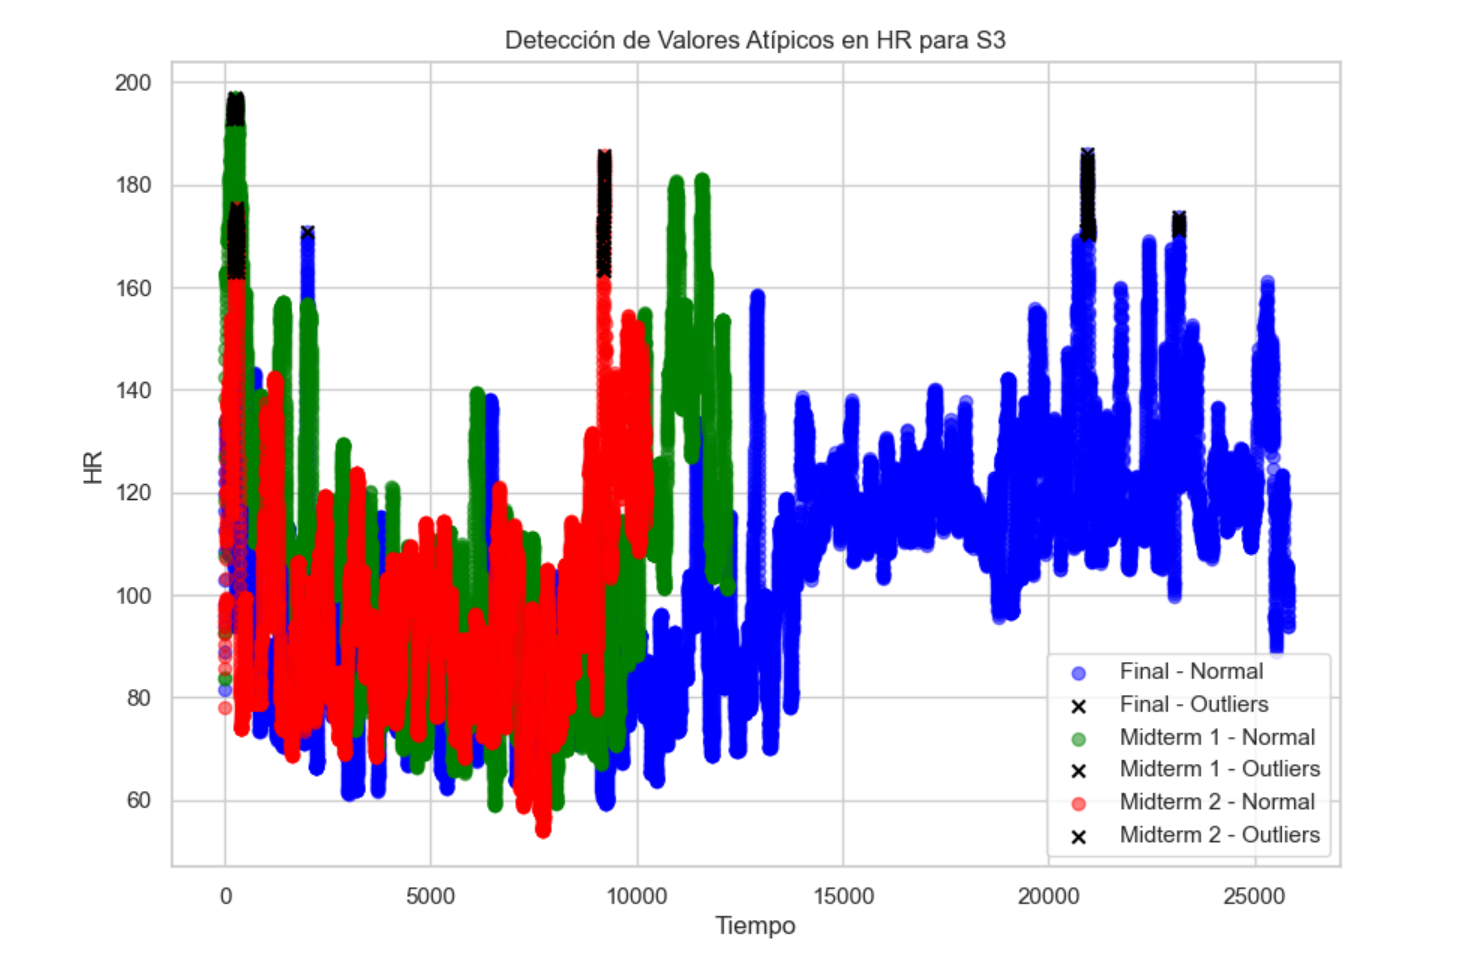 Detección de Valores Atípicos en HR para S3
200
180
160
140
120
100
80
60
HR
0
5000
10000
15000
20000
25000
Tiempo
Final - Normal
Final - Outliers
Midterm 1 - Normal
Midterm 1 - Outliers
Midterm 2 - Normal
Midterm 2 - Outliers